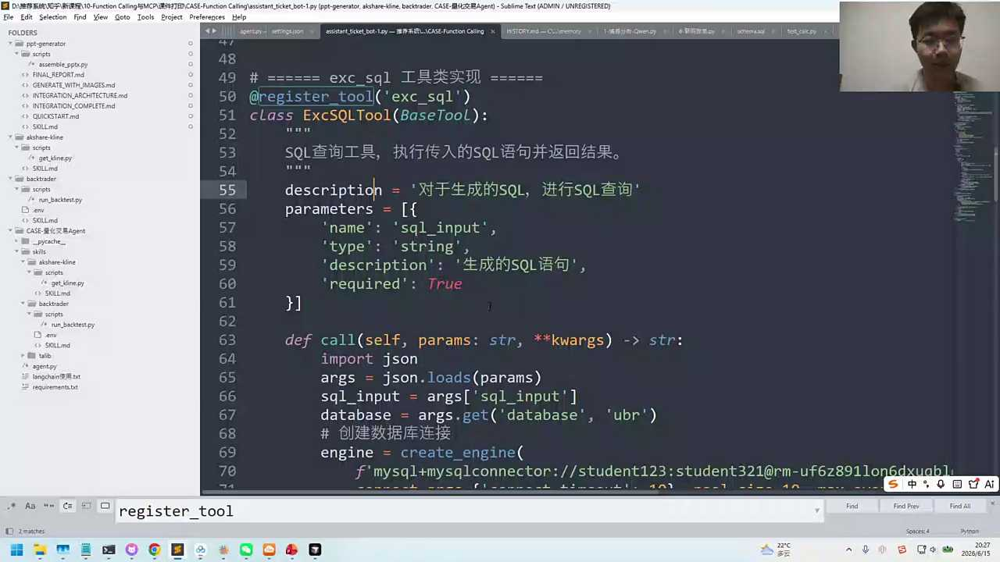 D:\推荐系统\知乎\新课程\10-Function Calling与MCP\课件打印\CASE-Function Calling\assistant_ticket_bot-1.py (ppt-generator, akshare-kline, backtrader, CASE-量化交易Agent) - Sublime Text (ADMIN / UNREGISTERED)
File Edit Selection Find View Goto Tools Project Preferences Help
FOLDERS
ppt-generator
scripts
assemble_pptx.py
FINAL_REPORT.md
GENERATE_WITH_IMAGES.md
INTEGRATION_ARCHITECTURE.md
INTEGRATION_COMPLETE.md
QUICKSTART.md
SKILL.md
akshare-kline
scripts
get_kline.py
SKILL.md
backtrader
scripts
run_backtest.py
.env
SKILL.md
CASE-量化交易Agent
__pycache__
skills
akshare-kline
scripts
get_kline.py
SKILL.md
backtrader
scripts
run_backtest.py
.env
SKILL.md
talib
agent.py
langchain使用.txt
requirements.txt
agent.py settings.json assistant_ticket_bot-1.py — 推荐系统\...\CASE-Function Calling HISTORY.md — C:\...\memory schema.sql test_calc.py
47
48
49 # ====== exc_sql 工具类实现 ======
50 @register_tool('exc_sql')
51 class ExcSQLTool(BaseTool):
52 """
53 SQL查询工具，执行传入的SQL语句并返回结果。
54 """
55 description = '对于生成的SQL，进行SQL查询'
56 parameters = [{
57 'name': 'sql_input',
58 'type': 'string',
59 'description': '生成的SQL语句',
60 'required': True
61 }]
62
63 def call(self, params: str, **kwargs) -> str:
64 import json
65 args = json.loads(params)
66 sql_input = args['sql_input']
67 database = args.get('database', 'ubr')
68 # 创建数据库连接
69 engine = create_engine(
70 f'mysql+mysqlconnector://student123:student321@rm-uf6z891lon6dxuqbl
71
中
Ai
Aa
register_tool
Find Find Prev Find All
2 matches
Spaces: 4 Python
22°C
多云
20:27
2026/6/15